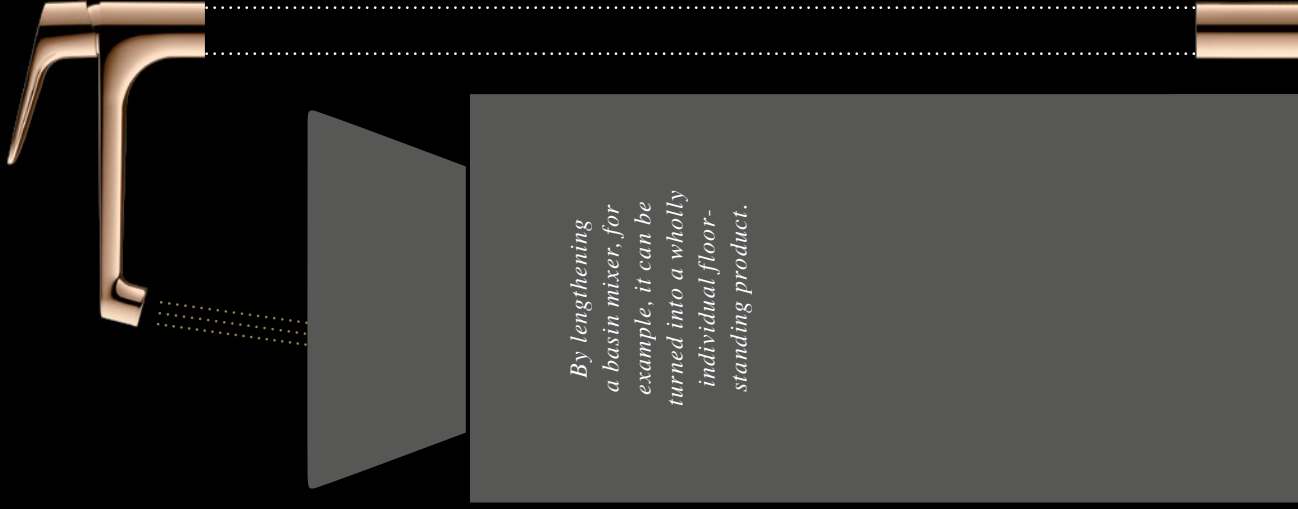 By lengthening
a basin mixer, for
example, it can be
turned into a wholly
individual floor-
standing product.